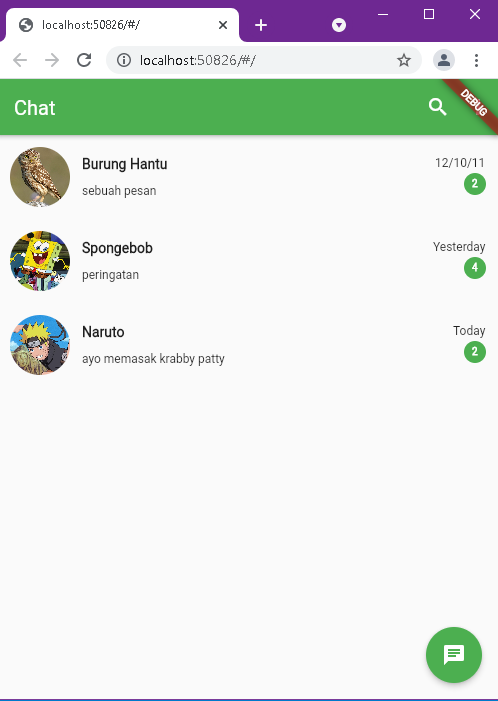 localhost:50826/#/
localhost:50826/#/
Chat
DEBUG
Burung Hantu
12/10/11
sebuah pesan
2
Spongebob
Yesterday
peringatan
4
Naruto
Today
ayo memasak krabby patty
2